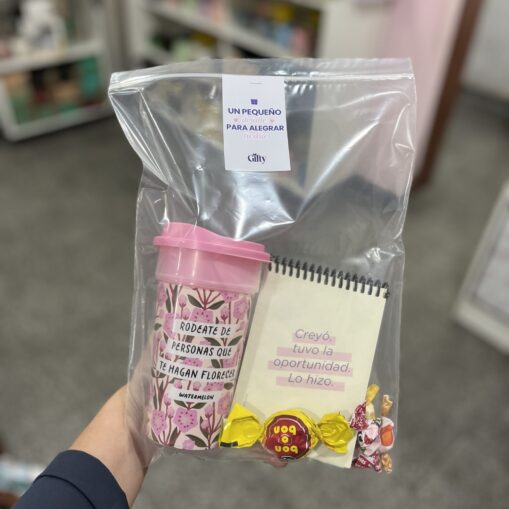 UN PEQUEÑO
detalle
PARA ALEGRAR
Gifty
RODEATE DE
PERSONAS QUE
TE HAGAN FLORECER
WATERMELON
Creyó,
tuvo la
oportunidad.
Lo hizo.
bon
o
bon